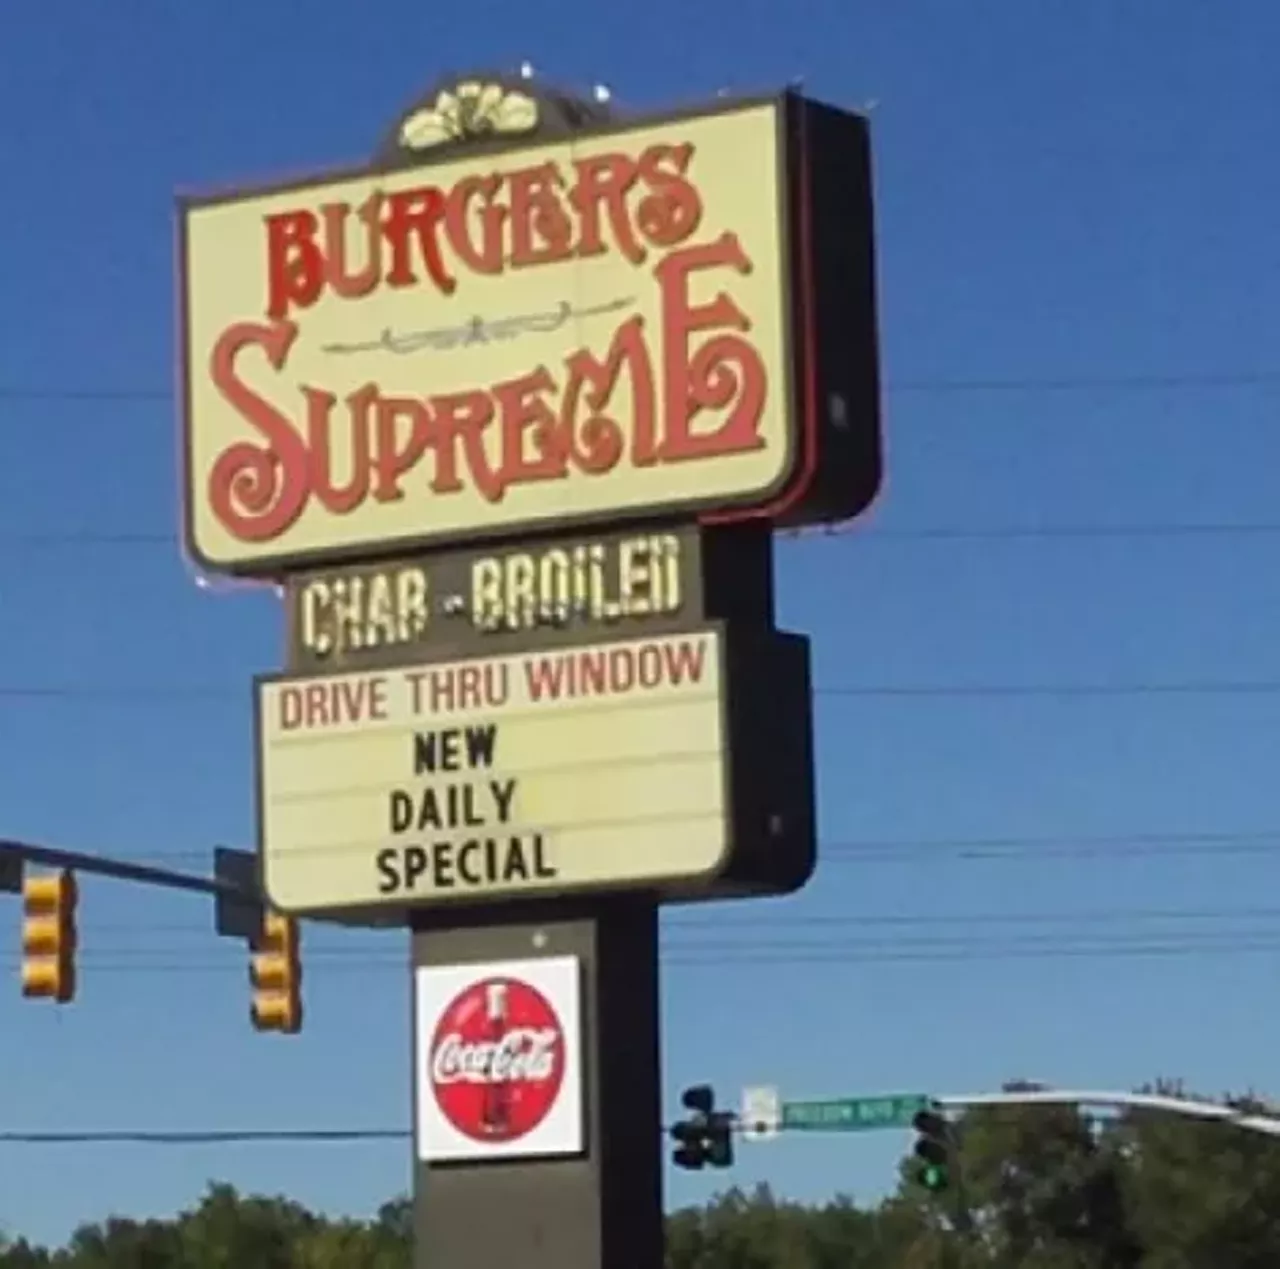 BURGERS
SUPREME
CHAR-BROILED
DRIVE THRU WINDOW
NEW
DAILY
SPECIAL
Coca-Cola